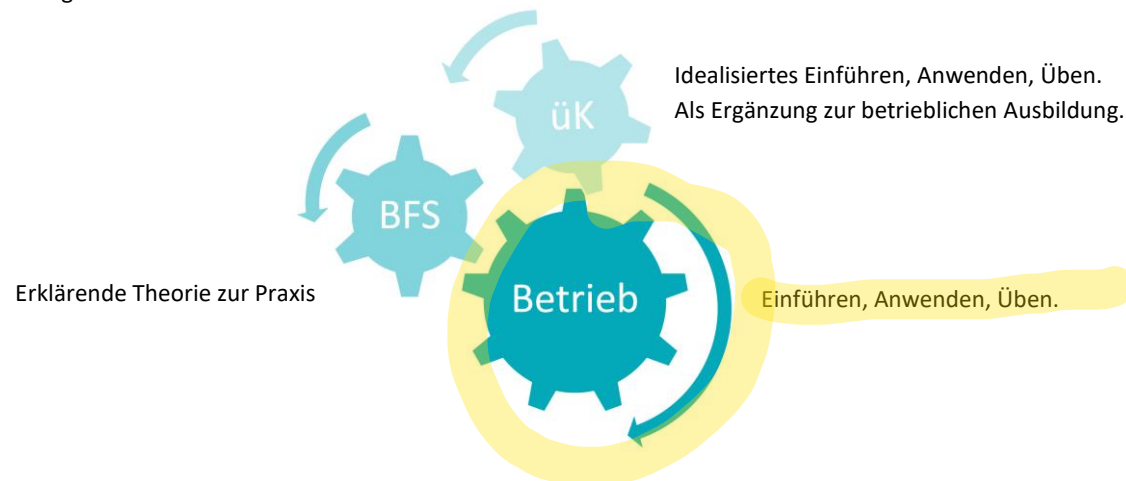 üK
Idealisiertes Einführen, Anwenden, Üben.
Als Ergänzung zur betrieblichen Ausbildung.
BFS
Erklärende Theorie zur Praxis
Betrieb
Einführen, Anwenden, Üben.